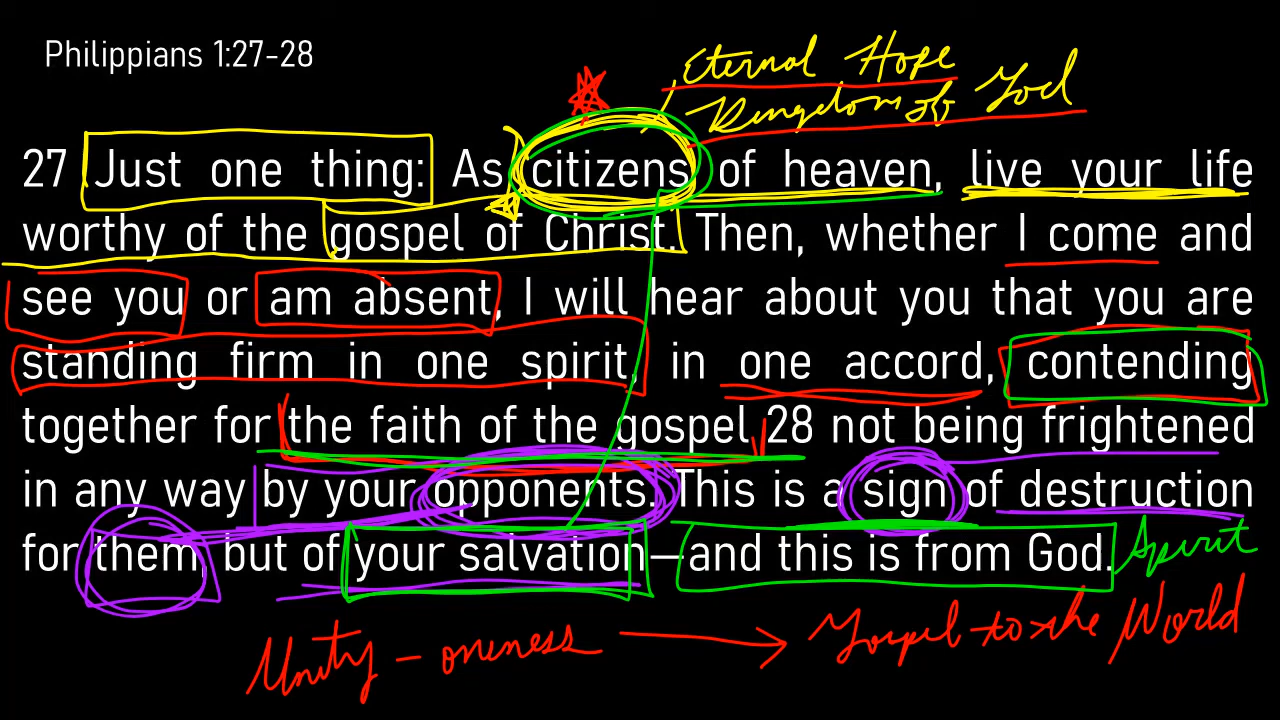 Philippians 1:27-28
Eternal Hope
Kingdom of God
27 Just one thing: As citizens of heaven, live your life
worthy of the gospel of Christ. Then, whether I come and
see you or am absent, I will hear about you that you are
standing firm in one spirit, in one accord, contending
together for the faith of the gospel, 28 not being frightened
in any way by your opponents. This is a sign of destruction
for them, but of your salvation—and this is from God. Spirit
Unity - oneness Gospel-to-the World